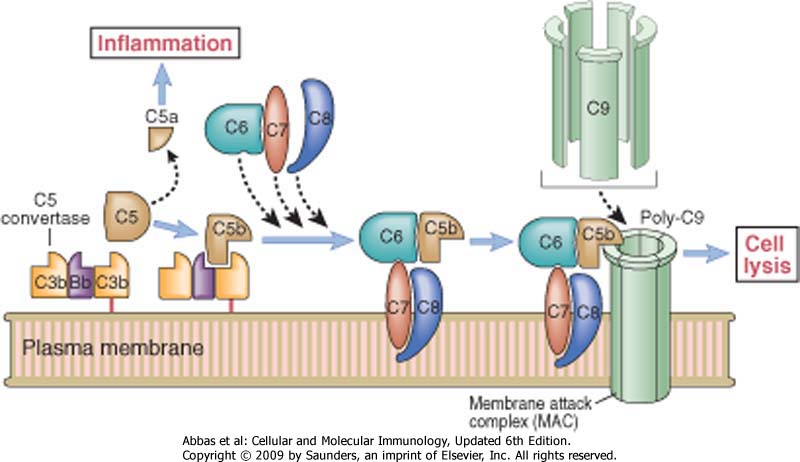 Inflammation
C5a
C6
C7
C8
C9
C5
convertase
C5
C5b
C3b
Bb
C3b
C6
C5b
C7
C8
C6
C5b
C7
C8
Poly-C9
Cell
lysis
Plasma membrane
Membrane attack
complex (MAC)
Abbas et al: Cellular and Molecular Immunology, Updated 6th Edition.
Copyright © 2009 by Saunders, an imprint of Elsevier, Inc. All rights reserved.